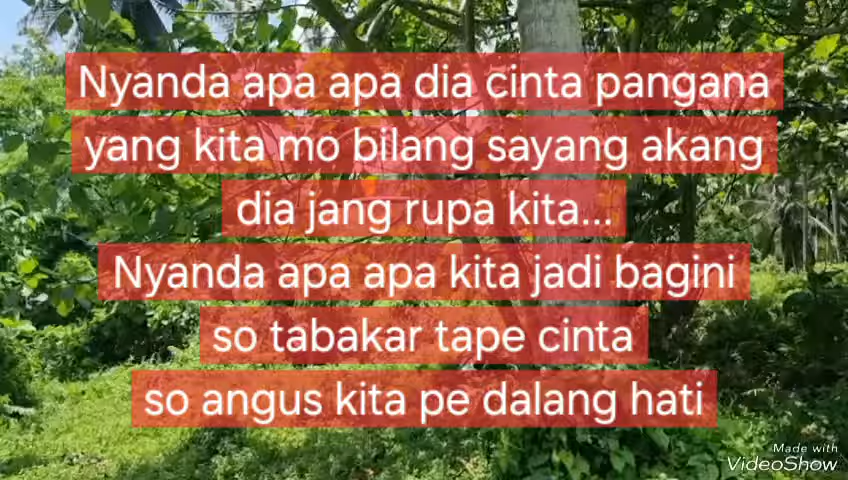 Nyanda apa apa dia cinta pangana
yang kita mo bilang sayang akang
dia jang rupa kita...
Nyanda apa apa kita jadi bagini
so tabakar tape cinta
so angus kita pe dalang hati
Made with
VideoShow